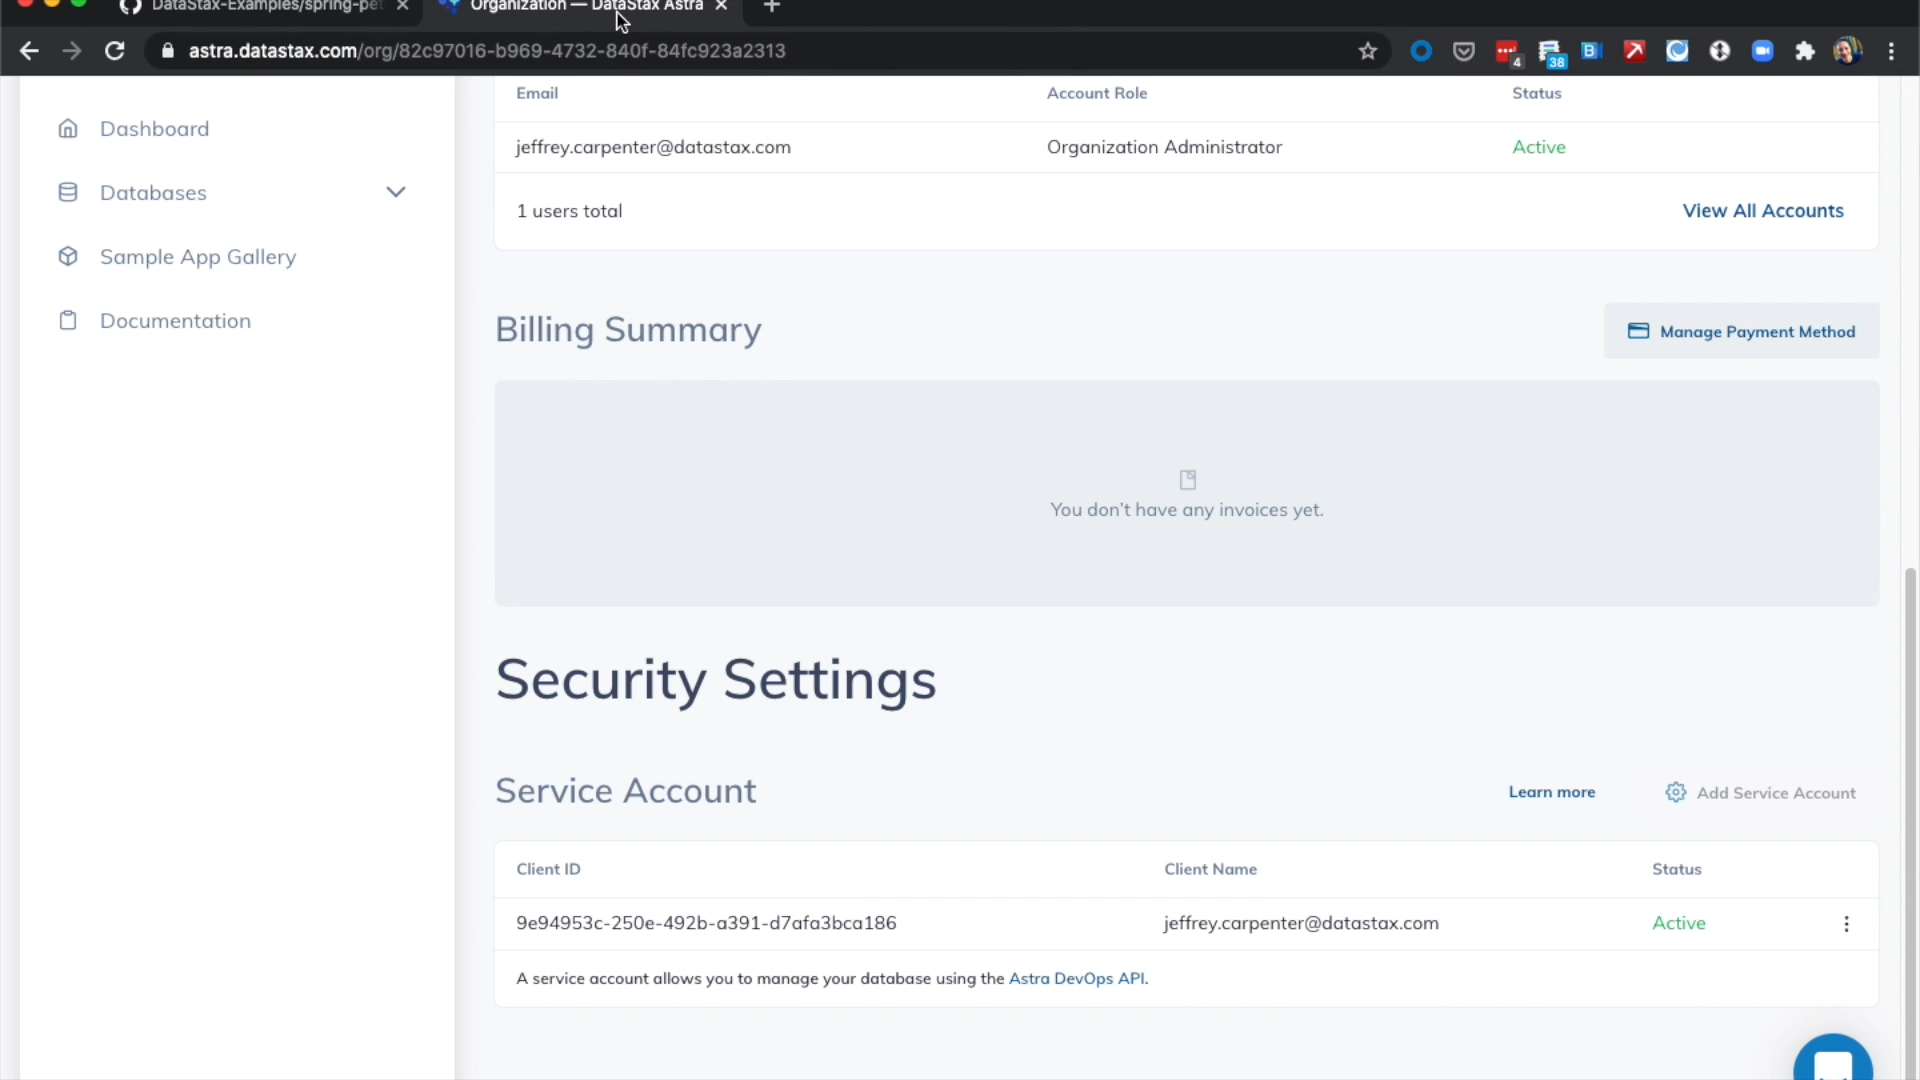 DataStax-Examples/spring-pet
Organization — DataStax Astra
astra.datastax.com/org/82c97016-b969-4732-840f-84fc923a2313
4
38
B
Dashboard
Databases
Sample App Gallery
Documentation
Email Account Role Status
jeffrey.carpenter@datastax.com Organization Administrator Active
1 users total View All Accounts
Billing Summary Manage Payment Method
You don't have any invoices yet.
Security Settings
Service Account Learn more Add Service Account
Client ID Client Name Status
9e94953c-250e-492b-a391-d7afa3bca186 jeffrey.carpenter@datastax.com Active
A service account allows you to manage your database using the Astra DevOps API.